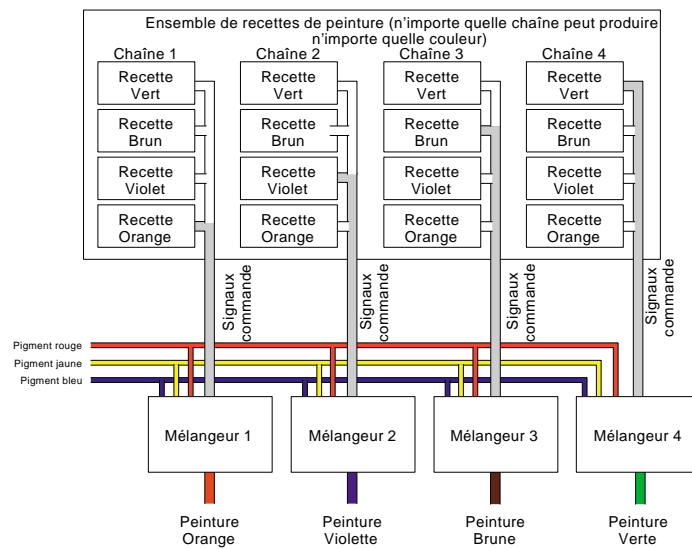 Ensemble de recettes de peinture (n'importe quelle chaîne peut produire
n'importe quelle couleur)
Chaîne 1
Chaîne 2
Chaîne 3
Chaîne 4
Recette
Vert
Recette
Vert
Recette
Vert
Recette
Vert
Recette
Brun
Recette
Brun
Recette
Brun
Recette
Brun
Recette
Violet
Recette
Violet
Recette
Violet
Recette
Violet
Recette
Orange
Recette
Orange
Recette
Orange
Recette
Orange
Signaux
commande
Signaux
commande
Signaux
commande
Signaux
commande
Pigment rouge
Pigment jaune
Pigment bleu
Mélangeur 1
Mélangeur 2
Mélangeur 3
Mélangeur 4
Peinture
Orange
Peinture
Violette
Peinture
Brune
Peinture
Verte